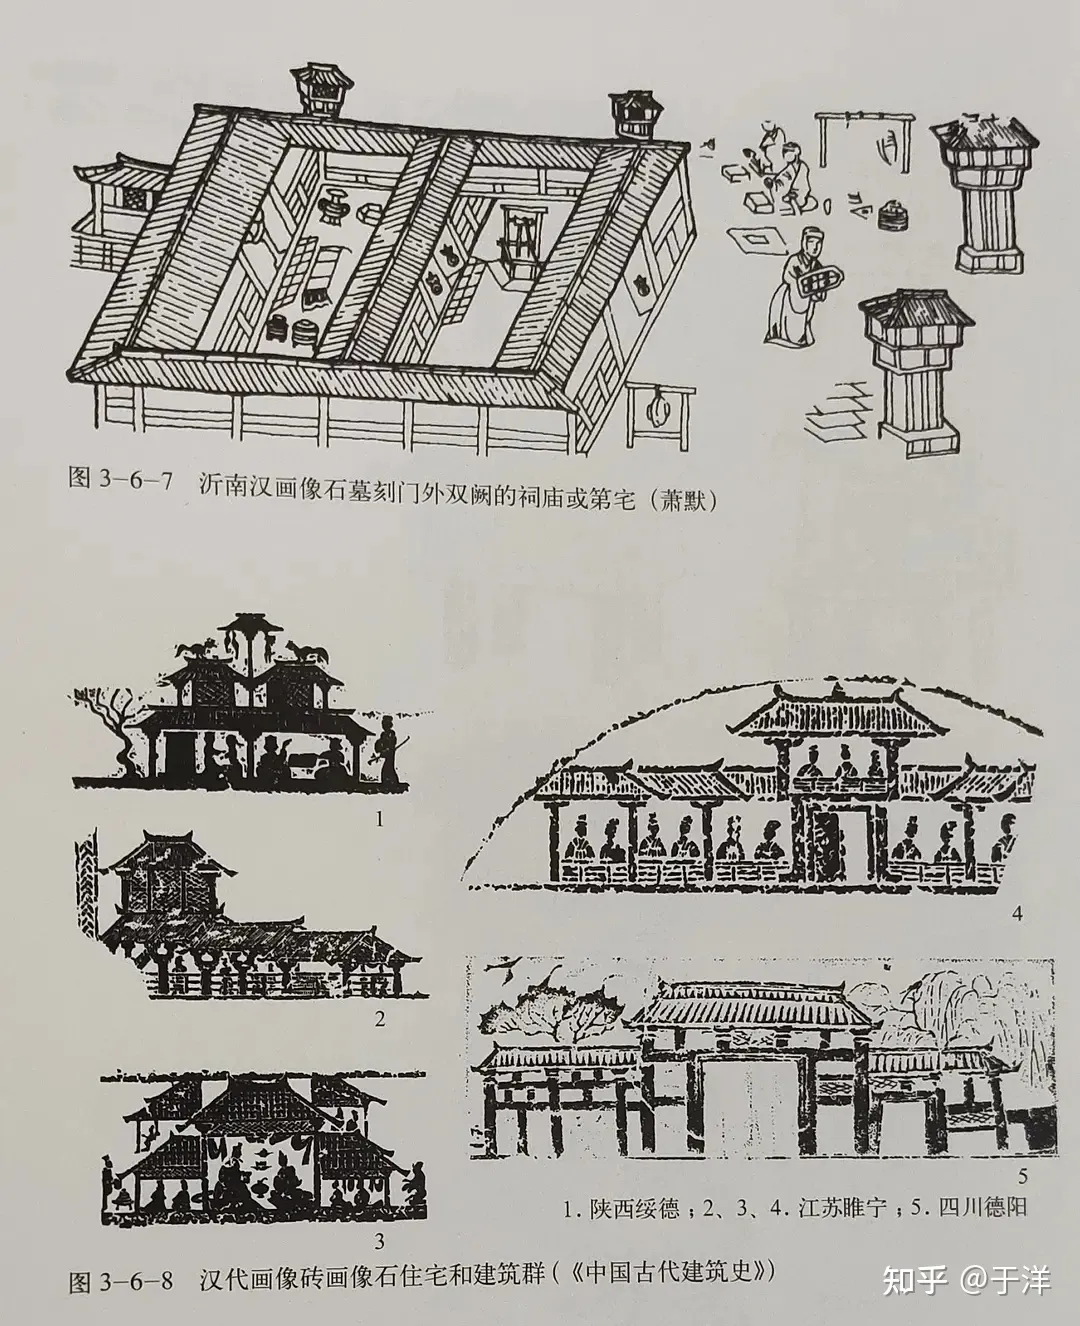 图 3-6-7 沂南汉画像石墓刻门外双阙的祠庙或第宅（萧默）
1
2
3
4
5
1. 陕西绥德；2、3、4. 江苏睢宁；5. 四川德阳
图 3-6-8 汉代画像砖画像石住宅和建筑群(《中国古代建筑史》)
知乎 @于洋